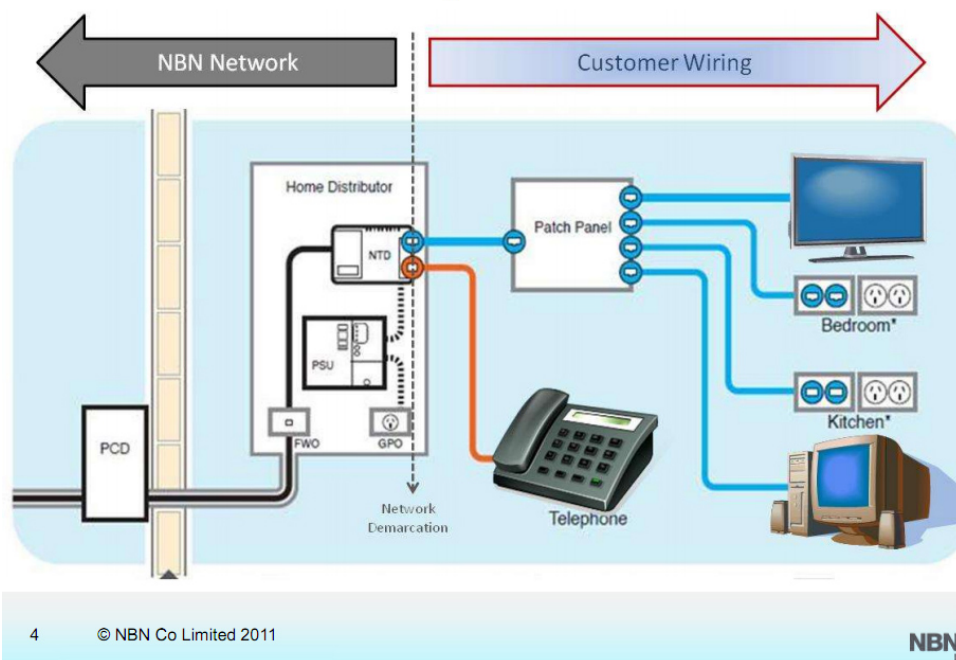 NBN Network
Customer Wiring
Home Distributor
NTD
PSU
FWO
GPO
PCD
Patch Panel
Bedroom*
Kitchen*
Telephone
Network
Demarcation
4 © NBN Co Limited 2011
NBN